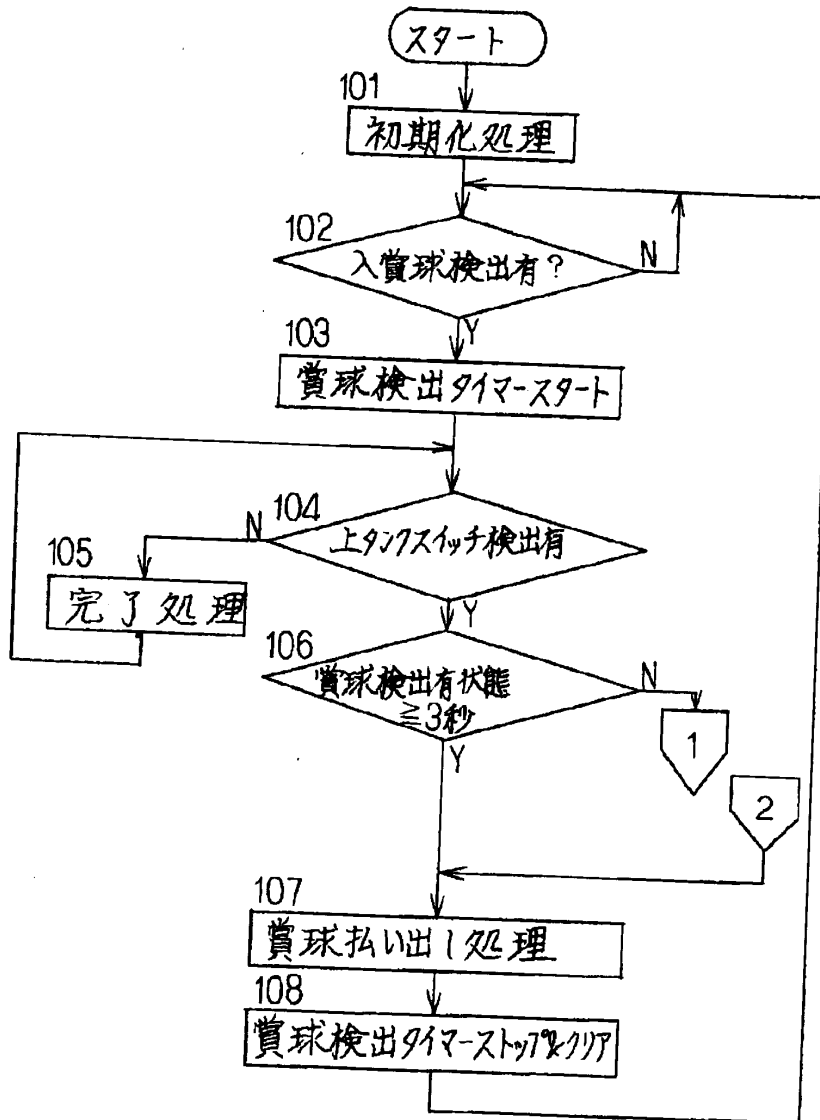 スタート
101
初期化処理
102
入賞球検出有?
N
Y
103
賞球検出タイマースタート
104
N
上タンクスイッチ検出有
Y
105
完了処理
106
賞球検出有状態
≧3秒
N
Y
1
2
107
賞球払い出し処理
108
賞球検出タイマーストップ&クリア